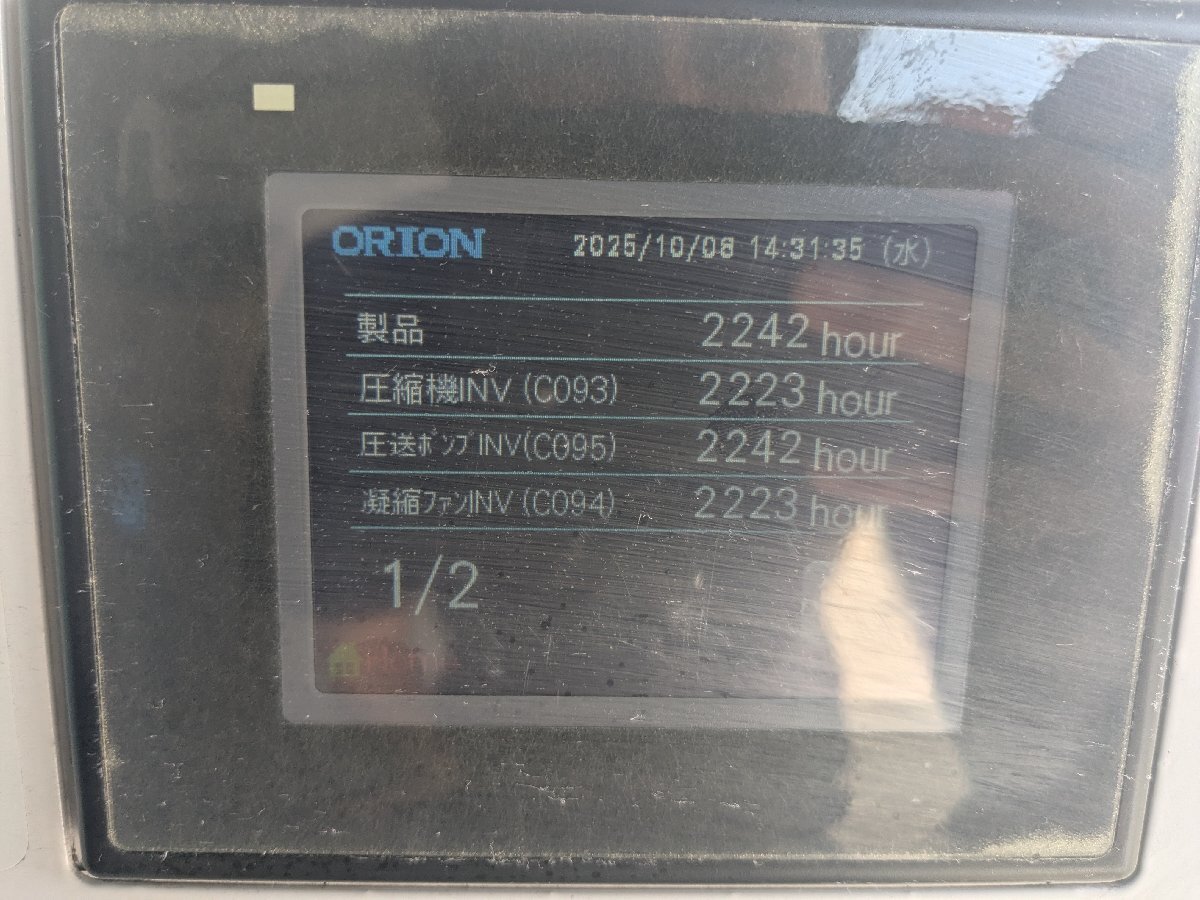 ORION 2025/10/08 14:31:35 (水)
製品 2242 hour
圧縮機INV (C093) 2223 hour
圧送ポンプINV(C095) 2242 hour
凝縮ファンINV (C094) 2223 hour
1/2